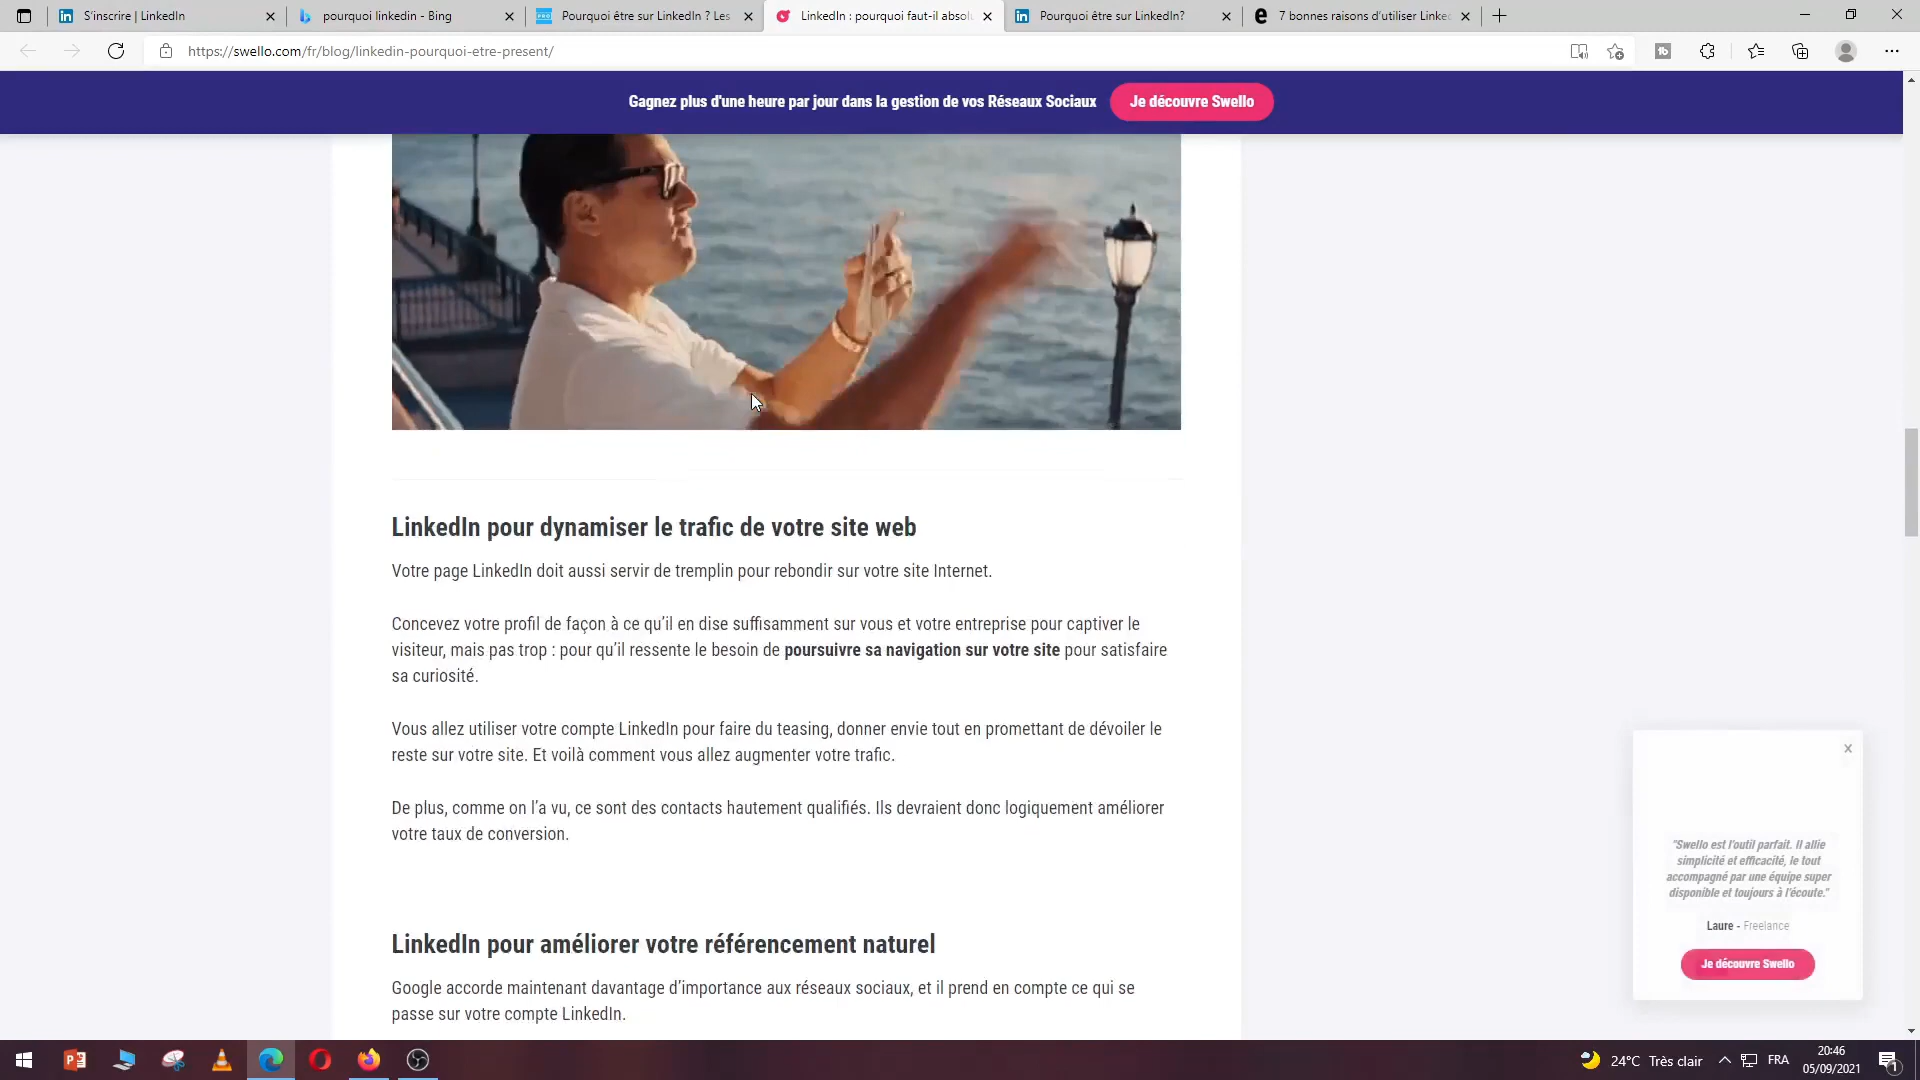 S'inscrire | LinkedIn
pourquoi linkedin - Bing
Pourquoi être sur LinkedIn ? Les
LinkedIn : pourquoi faut-il absol
Pourquoi être sur LinkedIn?
7 bonnes raisons d'utiliser Linke
https://swello.com/fr/blog/linkedin-pourquoi-etre-present/
Gagnez plus d'une heure par jour dans la gestion de vos Réseaux Sociaux
Je découvre Swello
LinkedIn pour dynamiser le trafic de votre site web
Votre page LinkedIn doit aussi servir de tremplin pour rebondir sur votre site Internet.
Concevez votre profil de façon à ce qu'il en dise suffisamment sur vous et votre entreprise pour captiver le
visiteur, mais pas trop : pour qu'il ressente le besoin de poursuivre sa navigation sur votre site pour satisfaire
sa curiosité.
Vous allez utiliser votre compte LinkedIn pour faire du teasing, donner envie tout en promettant de dévoiler le
reste sur votre site. Et voilà comment vous allez augmenter votre trafic.
De plus, comme on l'a vu, ce sont des contacts hautement qualifiés. Ils devraient donc logiquement améliorer
votre taux de conversion.
LinkedIn pour améliorer votre référencement naturel
Google accorde maintenant davantage d'importance aux réseaux sociaux, et il prend en compte ce qui se
passe sur votre compte LinkedIn.
x
"Swello est l'outil parfait. Il allie
simplicité et efficacité, le tout
accompagné par une équipe super
disponible et toujours à l'écoute."
Laure - Freelance
Je découvre Swello
24°C Très clair
FRA
20:46
05/09/2021
1